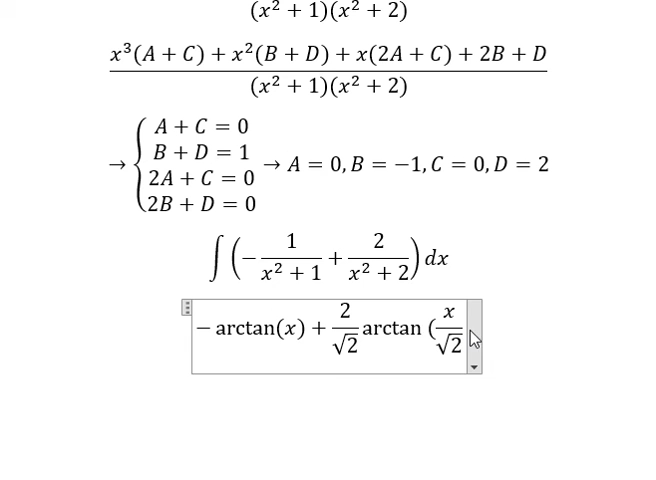 (x² + 1)(x² + 2)
x³(A + C) + x²(B + D) + x(2A + C) + 2B + D
(x² + 1)(x² + 2)
A + C = 0
B + D = 1
→ { → A = 0, B = −1, C = 0, D = 2
2A + C = 0
2B + D = 0
∫ (− 1/(x² + 1) + 2/(x² + 2)) dx
− arctan(x) + 2/√2 arctan (x/√2